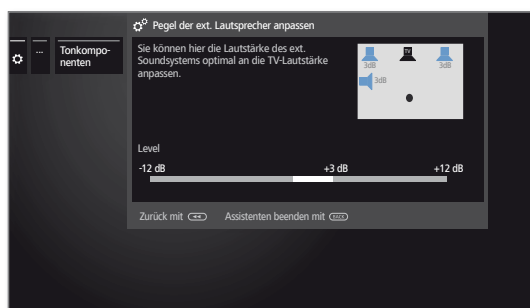 Pegel der ext. Lautsprecher anpassen
...
Tonkompo-
nenten
Sie können hier die Lautstärke des ext.
Soundsystems optimal an die TV-Lautstärke
anpassen.
TV
3dB
3dB
3dB
Level
-12 dB +3 dB +12 dB
Zurück mit Assistenten beenden mit BACK